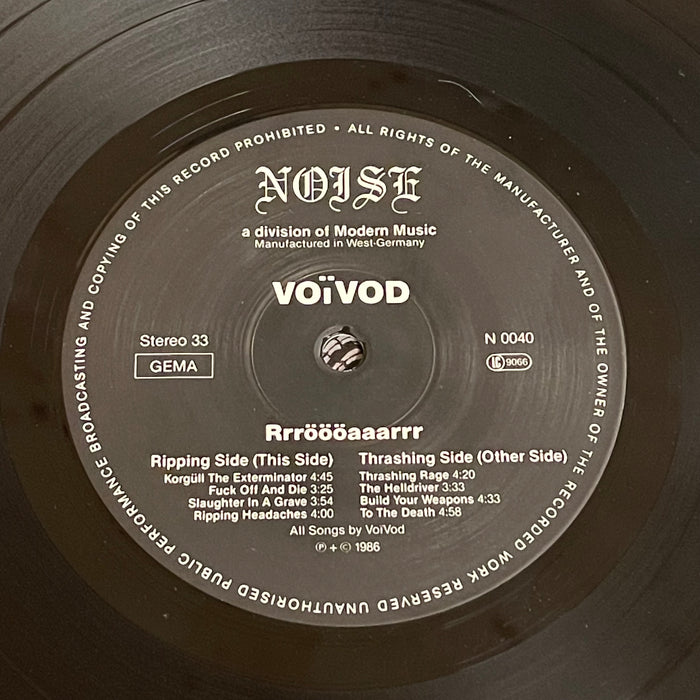 UNAUTHORISED PUBLIC PERFORMANCE BROADCASTING AND COPYING OF THIS RECORD PROHIBITED • ALL RIGHTS OF THE MANUFACTURER AND OF THE OWNER OF THE RECORDED WORK RESERVED
NOISE
a division of Modern Music
Manufactured in West-Germany
VOïVOD
Stereo 33
GEMA
N 0040
LC 9066
Rrröööaaarrr
Ripping Side (This Side)
Korgüll The Exterminator 4:45
Fuck Off And Die 3:25
Slaughter In A Grave 3:54
Ripping Headaches 4:00
Thrashing Side (Other Side)
Thrashing Rage 4:20
The Helldriver 3:33
Build Your Weapons 4:33
To The Death 4:58
All Songs by VoïVod
℗ + © 1986